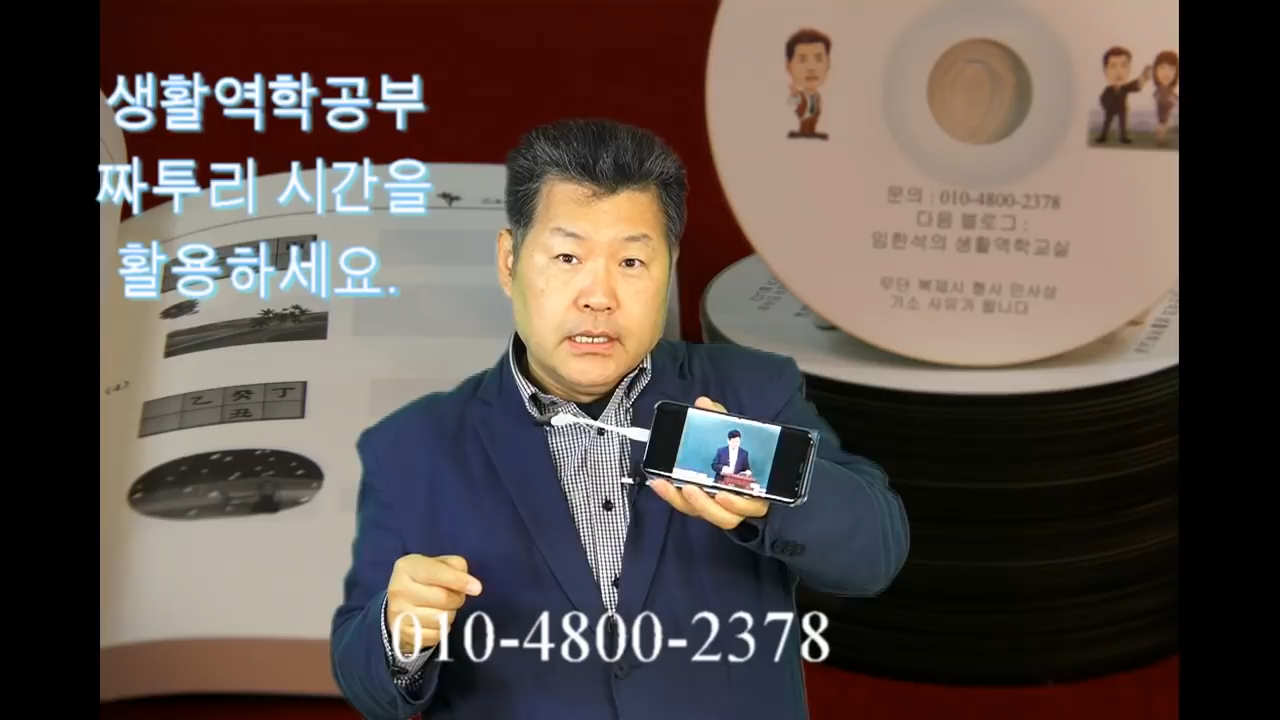 생활역학공부
짜투리 시간을
활용하세요.
문의 : 010-4800-2378
다음 블로그 :
임한석의 생활역학교실
무단 복제시 형사 민사상
기소 사유가 됩니다
(4)
乙 癸 丁
丑
010-4800-2378